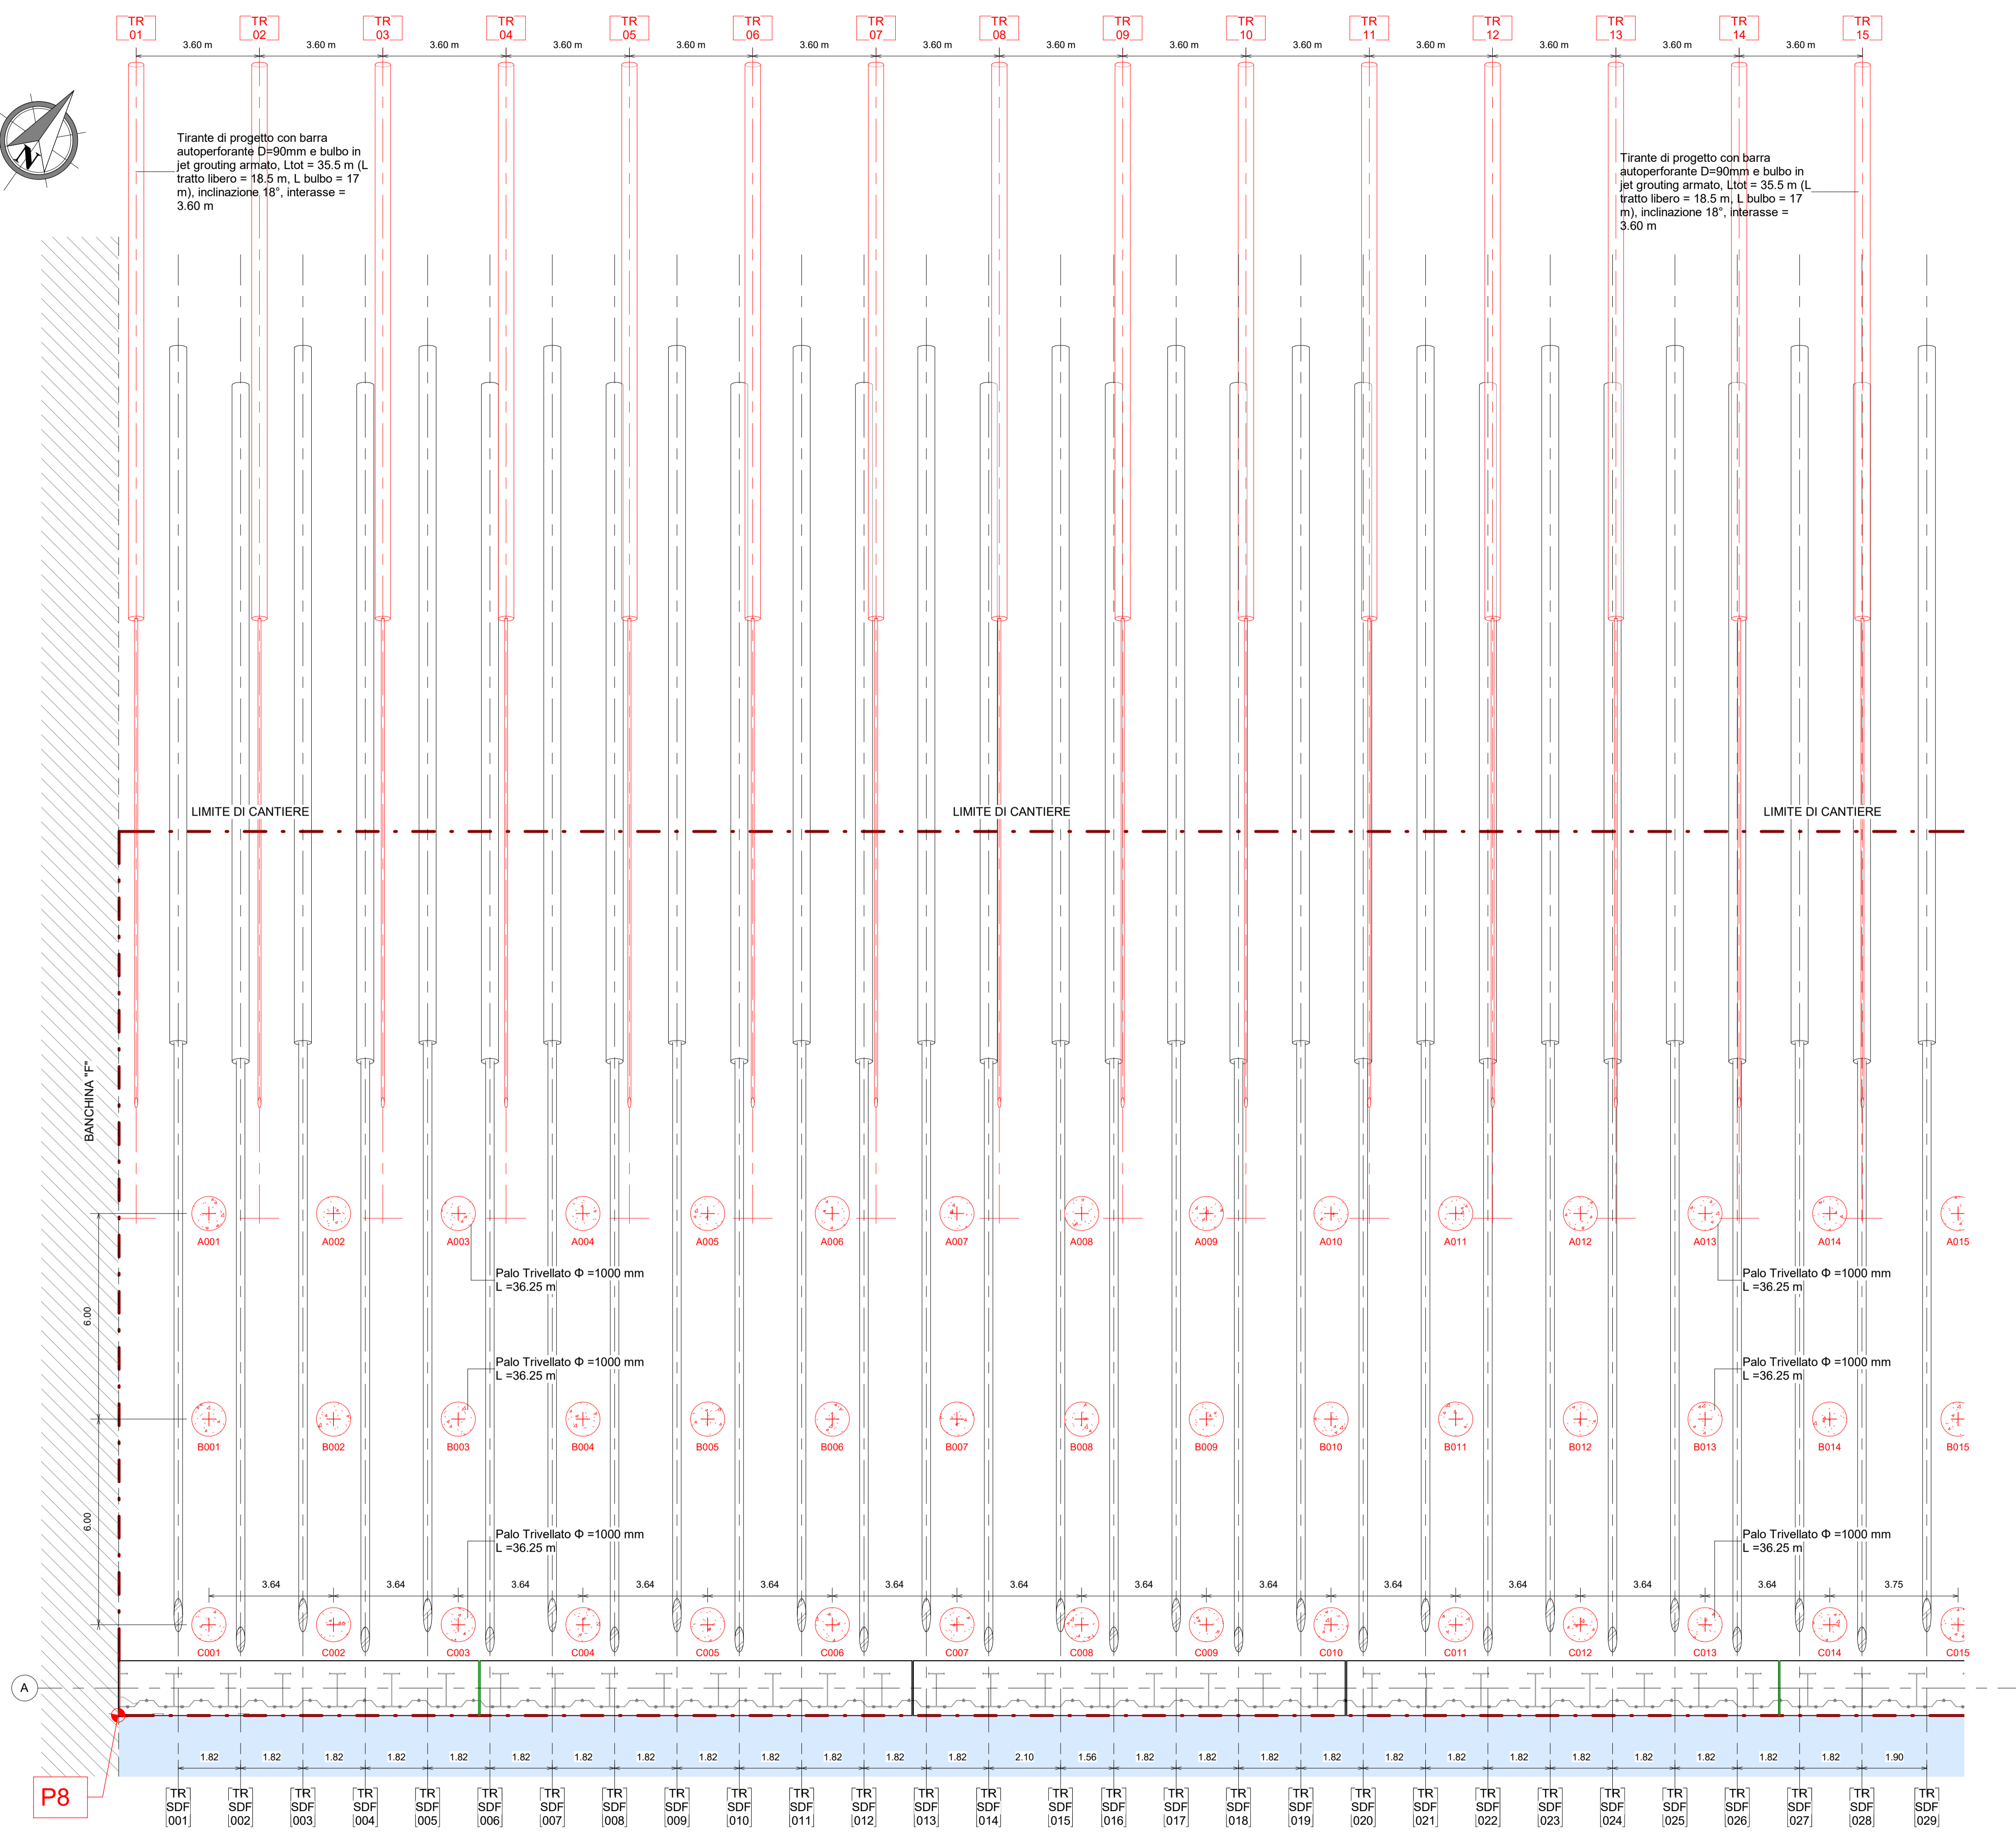 TR
01
TR
02
TR
03
TR
04
TR
05
TR
06
TR
07
TR
08
TR
09
TR
10
TR
11
TR
12
TR
13
TR
14
TR
15
3.60 m
3.60 m
3.60 m
3.60 m
3.60 m
3.60 m
3.60 m
3.60 m
3.60 m
3.60 m
3.60 m
3.60 m
3.60 m
3.60 m
N
Tirante di progetto con barra
autoperforante D=90mm e bulbo in
jet grouting armato, Ltot = 35.5 m (L
tratto libero = 18.5 m, L bulbo = 17
m), inclinazione 18°, interasse =
3.60 m
Tirante di progetto con barra
autoperforante D=90mm e bulbo in
jet grouting armato, Ltot = 35.5 m (L
tratto libero = 18.5 m, L bulbo = 17
m), inclinazione 18°, interasse =
3.60 m
LIMITE DI CANTIERE
LIMITE DI CANTIERE
LIMITE DI CANTIERE
BANCHINA "F"
A001
A002
A003
A004
A005
A006
A007
A008
A009
A010
A011
A012
A013
A014
A015
Palo Trivellato Φ =1000 mm
L =36.25 m
Palo Trivellato Φ =1000 mm
L =36.25 m
6.00
Palo Trivellato Φ =1000 mm
L =36.25 m
Palo Trivellato Φ =1000 mm
L =36.25 m
B001
B002
B003
B004
B005
B006
B007
B008
B009
B010
B011
B012
B013
B014
B015
6.00
Palo Trivellato Φ =1000 mm
L =36.25 m
Palo Trivellato Φ =1000 mm
L =36.25 m
3.64
3.64
3.64
3.64
3.64
3.64
3.64
3.64
3.64
3.64
3.64
3.64
3.64
3.75
C001
C002
C003
C004
C005
C006
C007
C008
C009
C010
C011
C012
C013
C014
C015
A
1.82
1.82
1.82
1.82
1.82
1.82
1.82
1.82
1.82
1.82
1.82
1.82
1.82
2.10
1.56
1.82
1.82
1.82
1.82
1.82
1.82
1.82
1.82
1.82
1.82
1.82
1.82
1.90
P8
TR
SDF
001
TR
SDF
002
TR
SDF
003
TR
SDF
004
TR
SDF
005
TR
SDF
006
TR
SDF
007
TR
SDF
008
TR
SDF
009
TR
SDF
010
TR
SDF
011
TR
SDF
012
TR
SDF
013
TR
SDF
014
TR
SDF
015
TR
SDF
016
TR
SDF
017
TR
SDF
018
TR
SDF
019
TR
SDF
020
TR
SDF
021
TR
SDF
022
TR
SDF
023
TR
SDF
024
TR
SDF
025
TR
SDF
026
TR
SDF
027
TR
SDF
028
TR
SDF
029